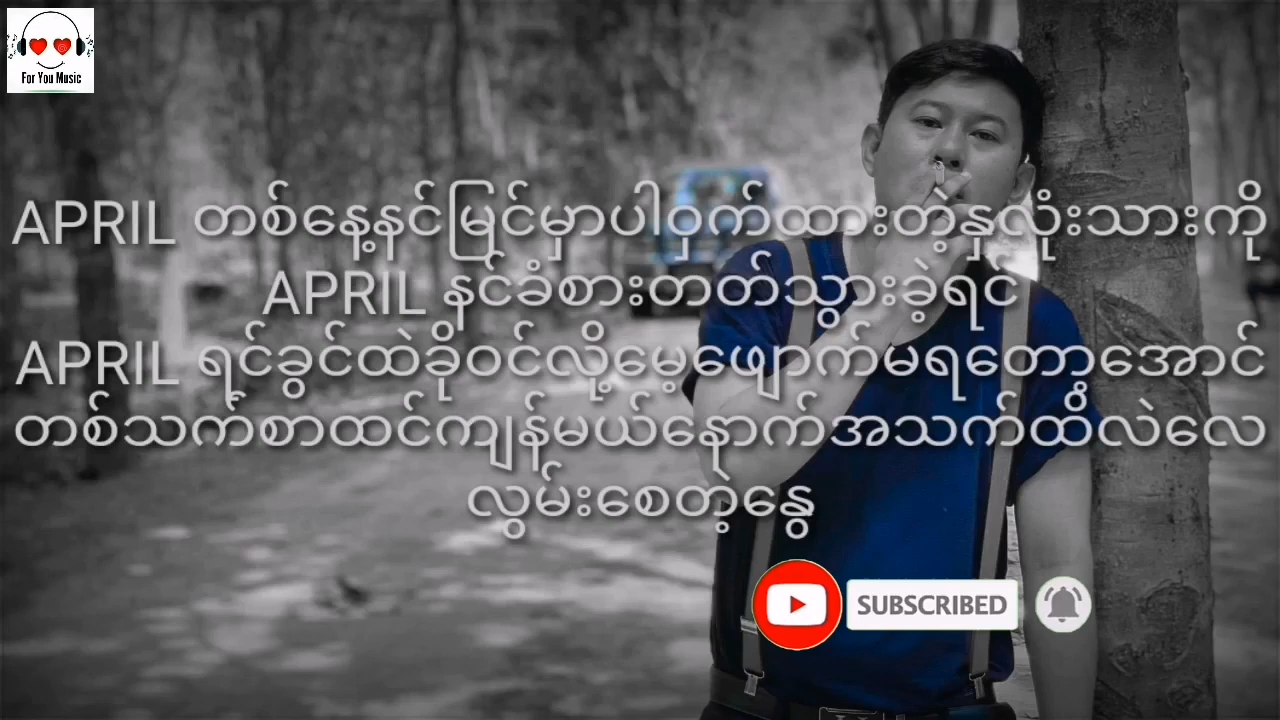 For You Music
APRIL တစ်နေ့နင်မြင်မှာပါဝှက်ထားတဲ့နှလုံးသားကို
APRIL နင်ခံစားတတ်သွားခဲ့ရင်
APRIL ရင်ခွင်ထဲခိုဝင်လို့မေ့ဖျောက်မရတော့အောင်
တစ်သက်စာထင်ကျန်မယ်နောက်အသက်ထိလဲလေ
လွမ်းစေတဲ့နွေ
SUBSCRIBED